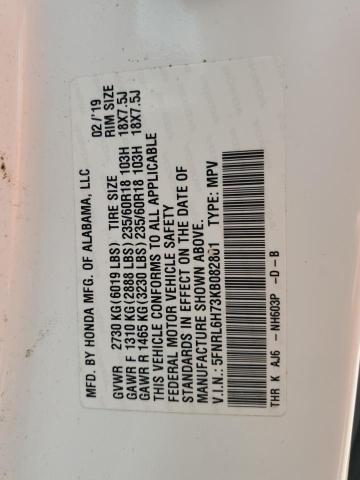 MFD. BY HONDA MFG. OF ALABAMA, LLC 02/'19
GVWR 2730 KG(6019 LBS) TIRE SIZE RIM SIZE
GAWR F 1310 KG(2888 LBS) 235/60R18 103H 18X7.5J
GAWR R 1465 KG(3230 LBS) 235/60R18 103H 18X7.5J
THIS VEHICLE CONFORMS TO ALL APPLICABLE
FEDERAL MOTOR VEHICLE SAFETY
STANDARDS IN EFFECT ON THE DATE OF
MANUFACTURE SHOWN ABOVE.
V.I.N.: 5FNRL6H73KB082801 TYPE: MPV
THR K AJ6 - NH603P -D-B